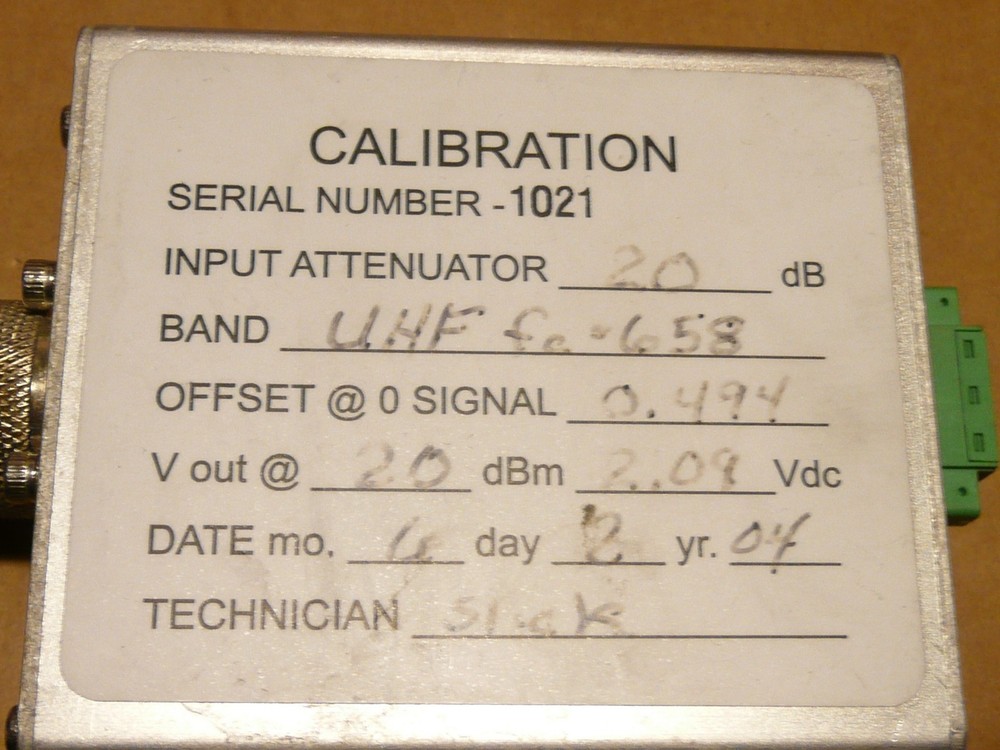 CALIBRATION
SERIAL NUMBER -1021
INPUT ATTENUATOR 20 dB
BAND UHF fc=658
OFFSET @ 0 SIGNAL 0.494
V out @ 20 dBm 2.09 Vdc
DATE mo. 6 day yr. 04
TECHNICIAN